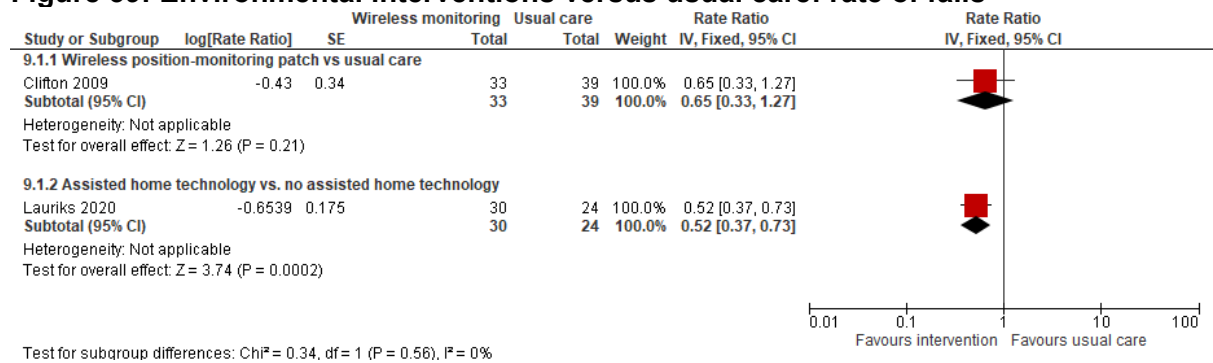 Figure 39: Environmental interventions versus usual care: rate of falls
Wireless monitoring Usual care Rate Ratio Rate Ratio
Study or Subgroup log[Rate Ratio] SE Total Total Weight IV, Fixed, 95% CI IV, Fixed, 95% CI
9.1.1 Wireless position-monitoring patch vs usual care
Clifton 2009 -0.43 0.34 33 39 100.0% 0.65 [0.33, 1.27]
Subtotal (95% CI) 33 39 100.0% 0.65 [0.33, 1.27]
Heterogeneity: Not applicable
Test for overall effect: Z = 1.26 (P = 0.21)
9.1.2 Assisted home technology vs. no assisted home technology
Lauriks 2020 -0.6539 0.175 30 24 100.0% 0.52 [0.37, 0.73]
Subtotal (95% CI) 30 24 100.0% 0.52 [0.37, 0.73]
Heterogeneity: Not applicable
Test for overall effect: Z = 3.74 (P = 0.0002)
0.01 0.1 1 10 100
Favours intervention Favours usual care
Test for subgroup differences: Chi² = 0.34, df = 1 (P = 0.56), I² = 0%